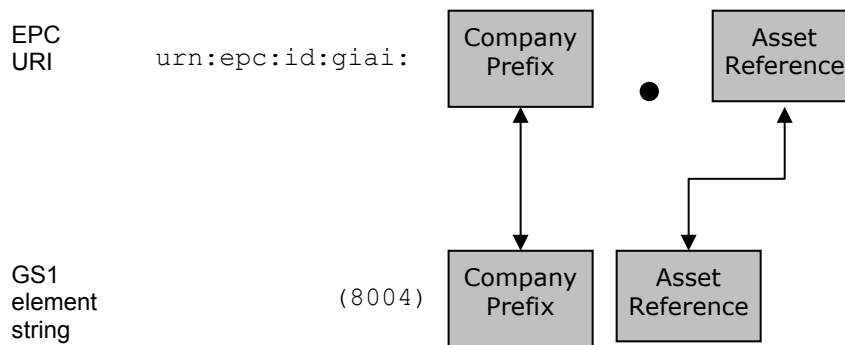 EPC
URI
urn:epc:id:giai:
Company
Prefix
●
Asset
Reference
GS1
element
string
(8004)
Company
Prefix
Asset
Reference